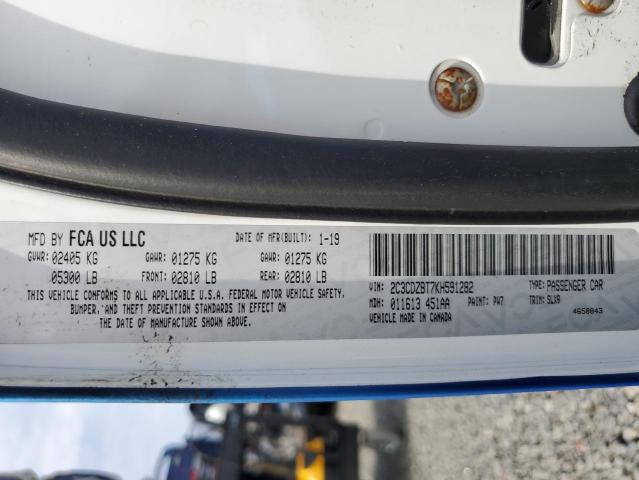 MFD BY FCA US LLC
DATE OF MFR(BUILT): 1-19
GVWR: 02405 KG GAWR: 01275 KG GAWR: 01275 KG
05300 LB FRONT: 02810 LB REAR: 02810 LB
THIS VEHICLE CONFORMS TO ALL APPLICABLE U.S.A. FEDERAL MOTOR VEHICLE SAFETY,
BUMPER, AND THEFT PREVENTION STANDARDS IN EFFECT ON
THE DATE OF MANUFACTURE SHOWN ABOVE.
VIN: 2C3CDZBT7KH591282 TYPE: PASSENGER CAR
MDH: 011613 451AA PAINT: PW7 TRIM: SLX9
VEHICLE MADE IN CANADA 4658843